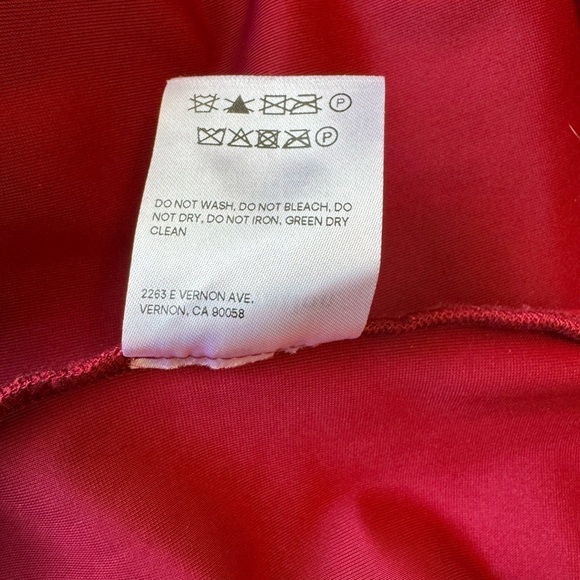 P
P
DO NOT WASH, DO NOT BLEACH, DO
NOT DRY, DO NOT IRON, GREEN DRY
CLEAN
2263 E VERNON AVE,
VERNON, CA 90058